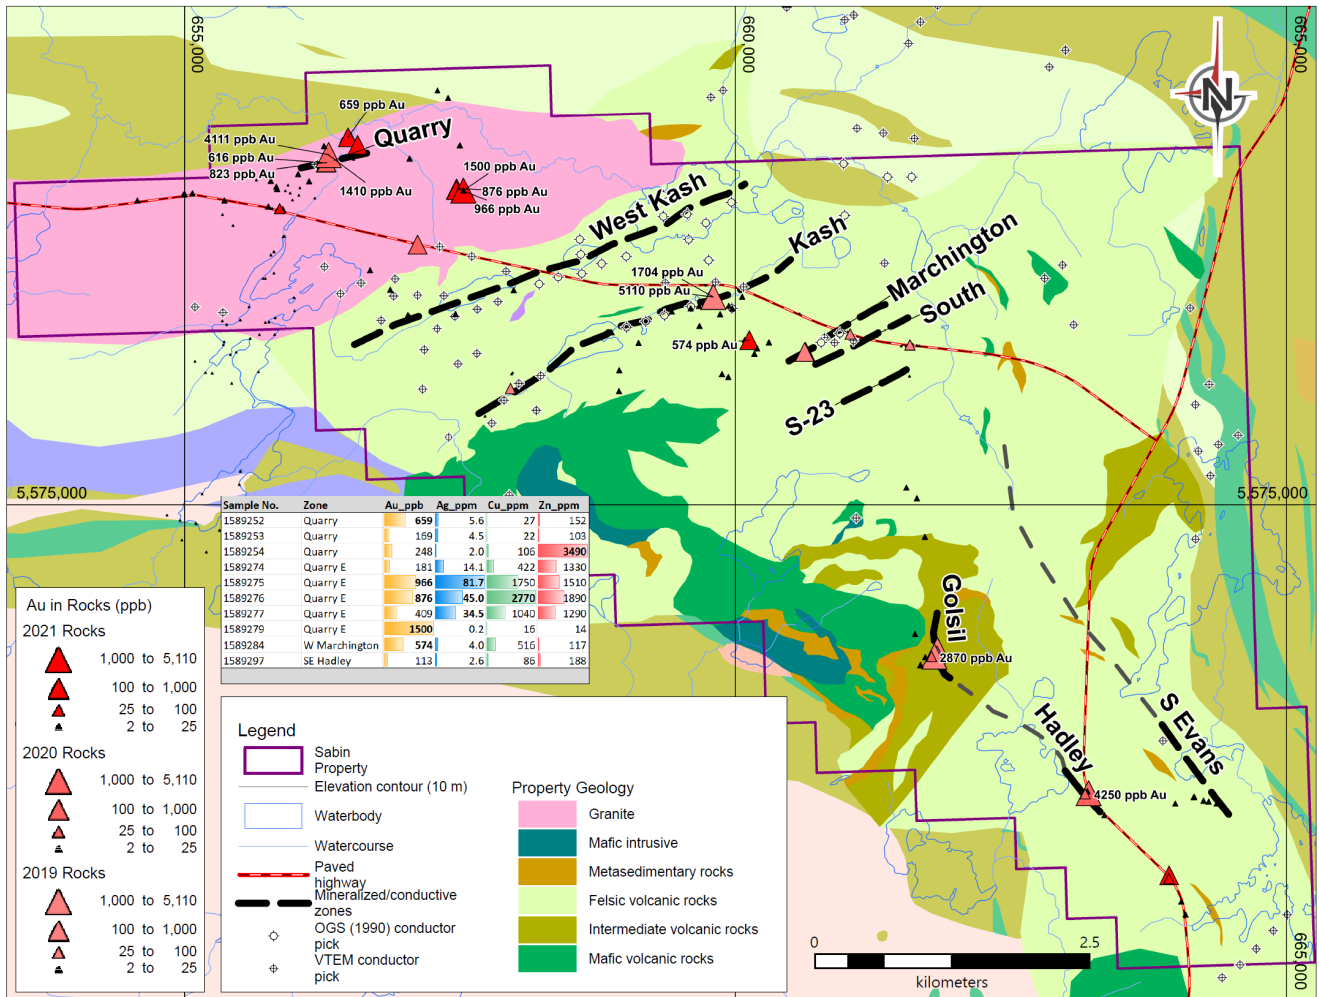 655,000
660,000
665,000
N
659 ppb Au
Quarry
4111 ppb Au
616 ppb Au
823 ppb Au
1410 ppb Au
1500 ppb Au
876 ppb Au
966 ppb Au
West Kash
Kash
1704 ppb Au
5110 ppb Au
Marchington
South
574 ppb Au
S-23
5,575,000
5,575,000
Sample No. Zone Au_ppb Ag_ppm Cu_ppm Zn_ppm
1589252 Quarry 659 5.6 27 152
1589253 Quarry 169 4.5 22 103
1589254 Quarry 248 2.0 106 3490
1589274 Quarry E 181 14.1 422 1330
1589275 Quarry E 966 81.7 1750 1510
1589276 Quarry E 876 45.0 2770 1890
1589277 Quarry E 409 34.5 1040 1290
1589279 Quarry E 1500 0.2 16 14
1589284 W Marchington 574 4.0 516 117
1589297 SE Hadley 113 2.6 86 188
Golsil
2870 ppb Au
Hadley
4250 ppb Au
S Evans
Au in Rocks (ppb)
2021 Rocks
1,000 to 5,110
100 to 1,000
25 to 100
2 to 25
2020 Rocks
1,000 to 5,110
100 to 1,000
25 to 100
2 to 25
2019 Rocks
1,000 to 5,110
100 to 1,000
25 to 100
2 to 25
Legend
Sabin
Property
Elevation contour (10 m)
Waterbody
Watercourse
Paved
highway
Mineralized/conductive
zones
OGS (1990) conductor
pick
VTEM conductor
pick
Property Geology
Granite
Mafic intrusive
Metasedimentary rocks
Felsic volcanic rocks
Intermediate volcanic rocks
Mafic volcanic rocks
0 2.5
kilometers
665,000